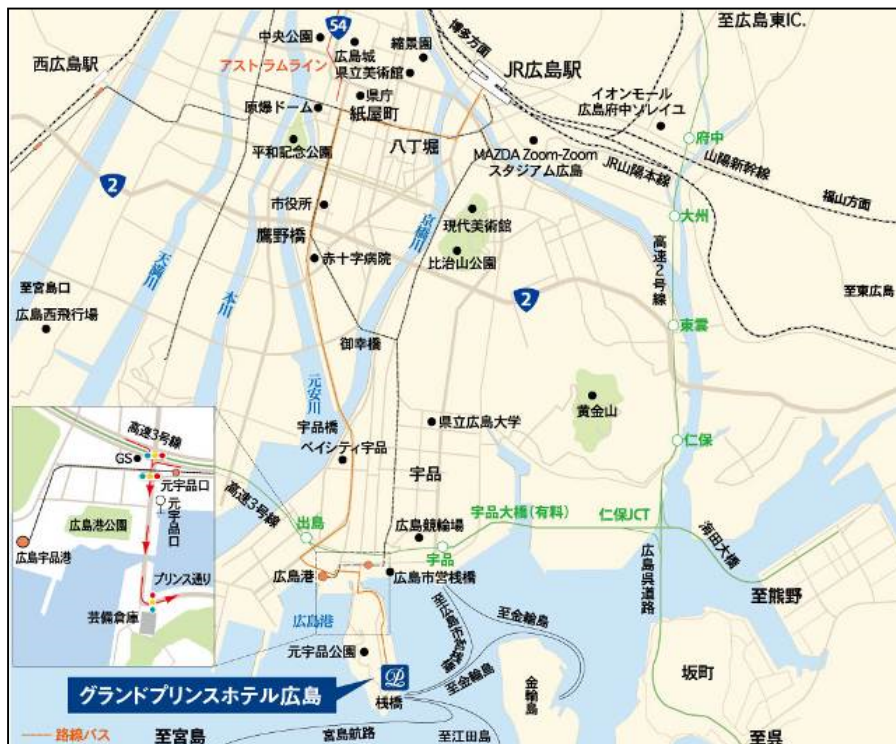 至広島東IC.
54
中央公園
広島城
縮景園
博多方面
JR広島駅
西広島駅
アストラムライン
県立美術館
県庁
原爆ドーム
紙屋町
イオンモール
広島府中ソレイユ
府中
平和記念公園
八丁堀
MAZDA Zoom-Zoom
スタジアム広島
JR山陽本線
山陽新幹線
福山方面
2
市役所
京橋川
現代美術館
大州
鷹野橋
比治山公園
高速2号線
天満川
本川
赤十字病院
至宮島口
広島西飛行場
2
至東広島
東雲
御幸橋
元安川
黄金山
宇品橋
県立広島大学
仁保
ベイシティ宇品
宇品
高速3号線
GS
元宇品口
元宇品口
広島港公園
広島宇品港
プリンス通り
芸備倉庫
高速3号線
出島
広島競輪場
宇品大橋(有料)
仁保JCT
海田大橋
宇品
広島港
広島市営桟橋
広島呉道路
至熊野
広島港
至広島市営桟橋
至金輪島
元宇品公園
至金輪島
金輪島
坂町
グランドプリンスホテル広島
桟橋
路線バス
至宮島
宮島航路
至江田島
至呉